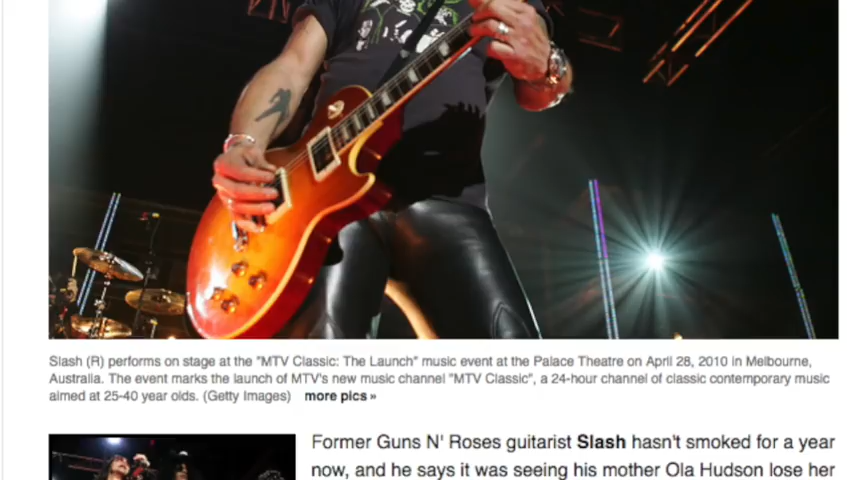 Slash (R) performs on stage at the "MTV Classic: The Launch" music event at the Palace Theatre on April 28, 2010 in Melbourne,
Australia. The event marks the launch of MTV's new music channel "MTV Classic", a 24-hour channel of classic contemporary music
aimed at 25-40 year olds. (Getty Images) more pics »
Former Guns N' Roses guitarist Slash hasn't smoked for a year
now, and he says it was seeing his mother Ola Hudson lose her